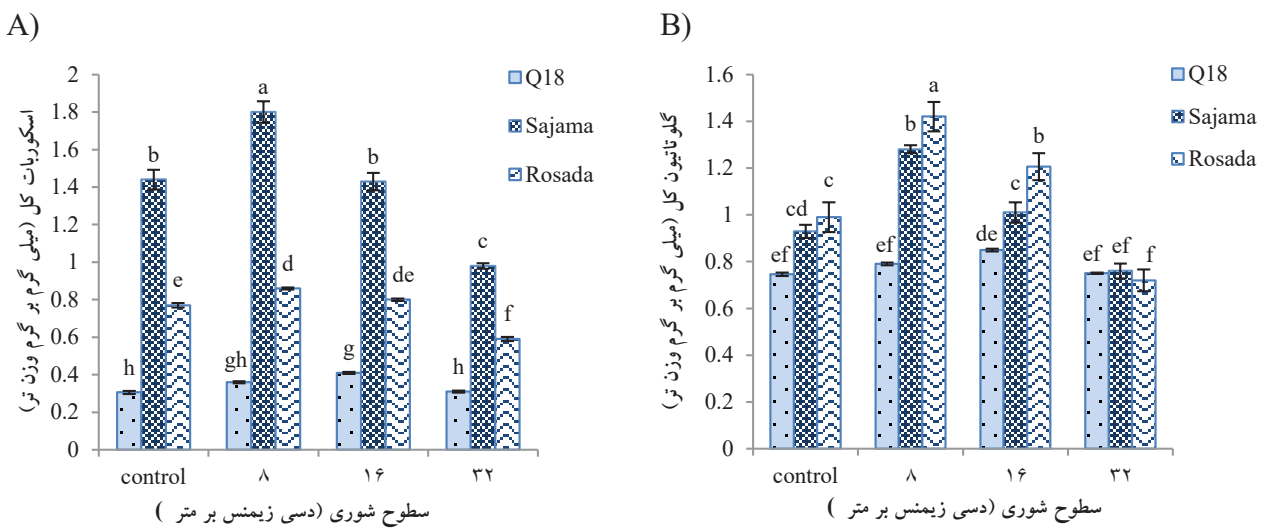 A)
اسکوربات کل (میلی گرم بر گرم وزن تر)
2
1.8
1.6
1.4
1.2
1
0.8
0.6
0.4
0.2
0
h b e
gh a d
g b de
h c f
control ۸ ۱۶ ۳۲
سطوح شوری (دسی زیمنس بر متر )
Q18
Sajama
Rosada
B)
گلوتاتیون کل (میلی گرم بر گرم وزن تر)
1.6
1.4
1.2
1
0.8
0.6
0.4
0.2
0
ef cd c
ef b a
de c b
ef ef f
control ۸ ۱۶ ۳۲
سطوح شوری (دسی زیمنس بر متر )
Q18
Sajama
Rosada